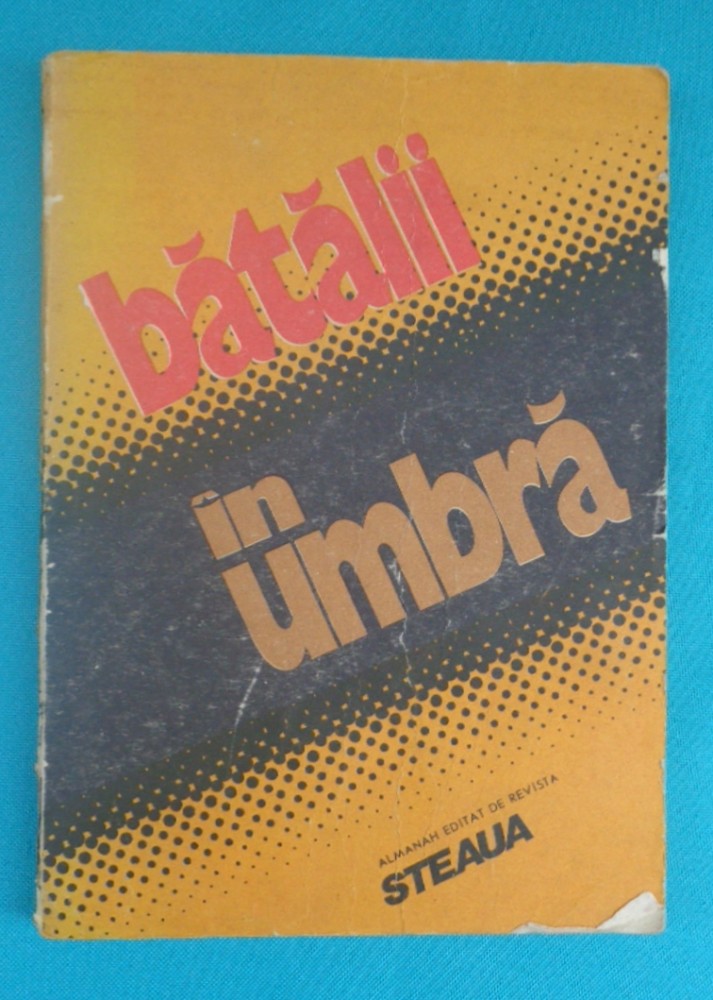 bătălii
în
umbră
ALMANAH EDITAT DE REVISTA
STEAUA